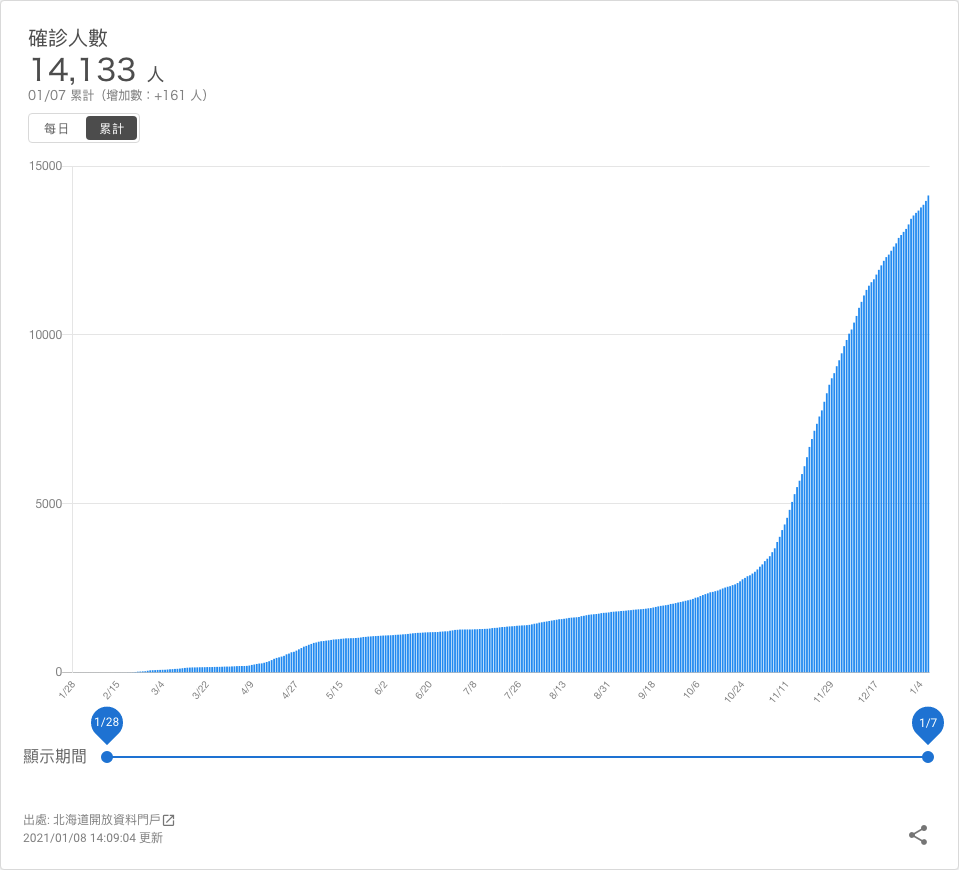 確診人數
14,133 人
01/07 累計（增加數：+161 人）
每日 累計
15000
10000
5000
0
1/28 2/15 3/4 3/22 4/9 4/27 5/15 6/2 6/20 7/8 7/26 8/13 8/31 9/18 10/6 10/24 11/11 11/29 12/17 1/4
1/28 1/7
顯示期間
出處: 北海道開放資料門戶
2021/01/08 14:09:04 更新